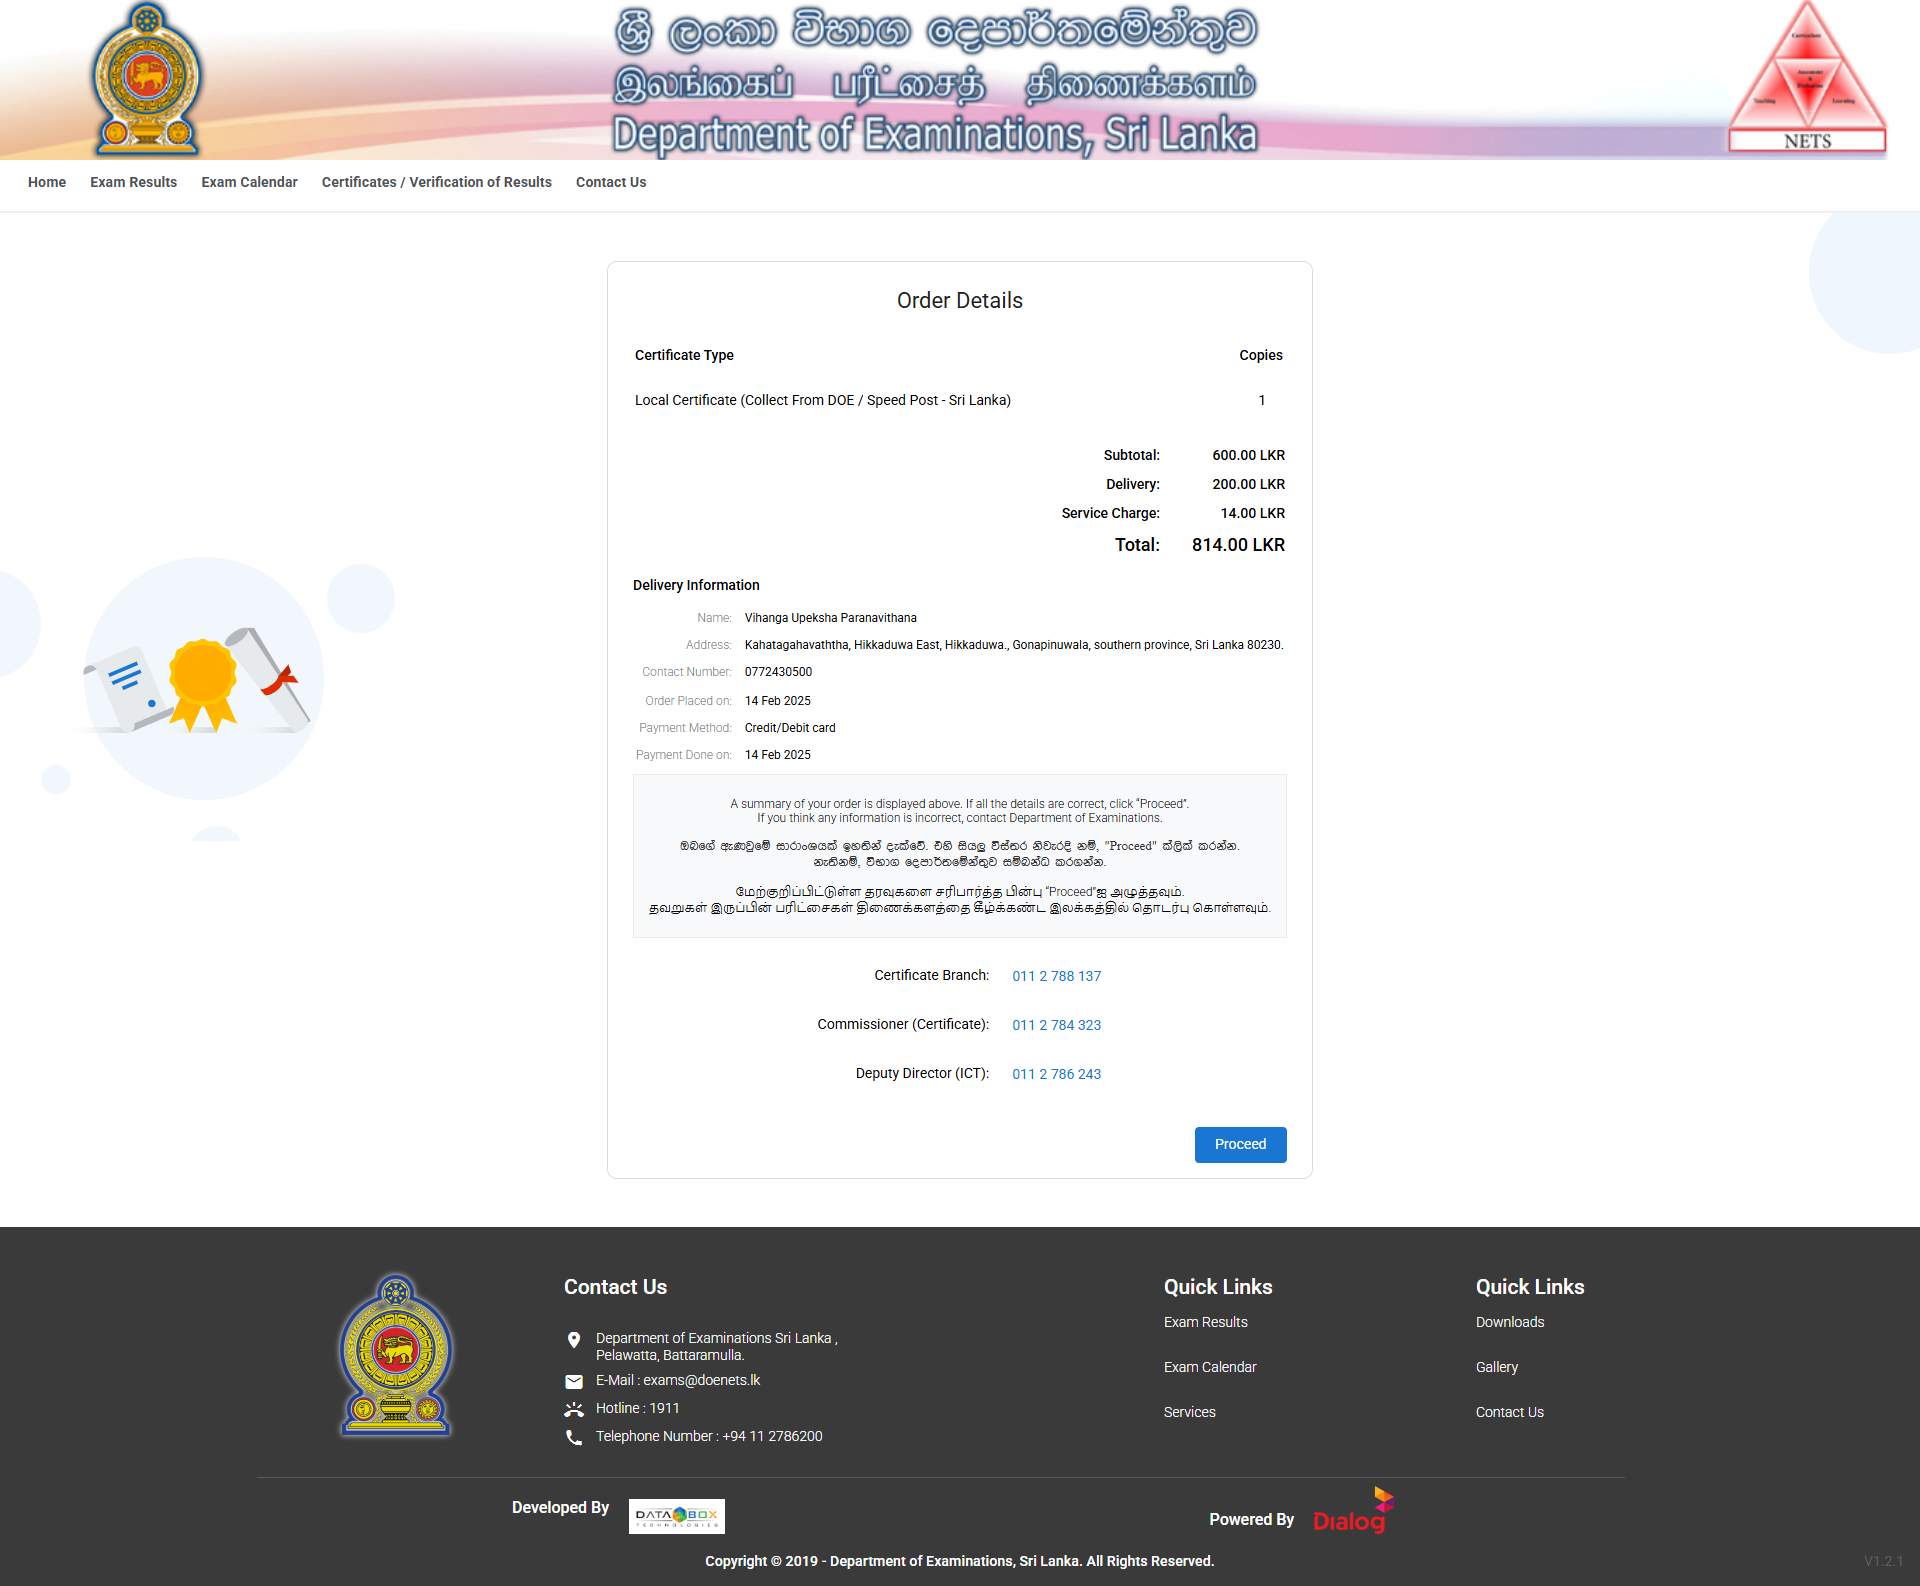 ශ්‍රී ලංකා විභාග දෙපාර්තමේන්තුව
இலங்கைப் பரீட்சைத் திணைக்களம்
Department of Examinations, Sri Lanka
Curriculum
Assessment
&
Evaluation
Teaching
Learning
NETS
Home
Exam Results
Exam Calendar
Certificates / Verification of Results
Contact Us
Order Details
Certificate Type Copies
Local Certificate (Collect From DOE / Speed Post - Sri Lanka) 1
Subtotal: 600.00 LKR
Delivery: 200.00 LKR
Service Charge: 14.00 LKR
Total: 814.00 LKR
Delivery Information
Name: Vihanga Upeksha Paranavithana
Address: Kahatagahavaththa, Hikkaduwa East, Hikkaduwa., Gonapinuwala, southern province, Sri Lanka 80230.
Contact Number: 0772430500
Order Placed on: 14 Feb 2025
Payment Method: Credit/Debit card
Payment Done on: 14 Feb 2025
A summary of your order is displayed above. If all the details are correct, click “Proceed”.
If you think any information is incorrect, contact Department of Examinations.
ඔබගේ ඇණවුමේ සාරාංශයක් ඉහතින් දැක්වේ. එහි සියලු විස්තර නිවැරදි නම්, "Proceed" ක්ලික් කරන්න.
නැතිනම්, විභාග දෙපාර්තමේන්තුව සම්බන්ධ කරගන්න.
மேற்குறிப்பிட்டுள்ள தரவுகளை சரிபார்த்த பின்பு “Proceed”ஐ அழுத்தவும்.
தவறுகள் இருப்பின் பரிட்சைகள் திணைக்களத்தை கீழ்க்கண்ட இலக்கத்தில் தொடர்பு கொள்ளவும்.
Certificate Branch: 011 2 788 137
Commissioner (Certificate): 011 2 784 323
Deputy Director (ICT): 011 2 786 243
Proceed
Contact Us
Department of Examinations Sri Lanka ,
Pelawatta, Battaramulla.
E-Mail : exams@doenets.lk
Hotline : 1911
Telephone Number : +94 11 2786200
Quick Links
Exam Results
Exam Calendar
Services
Quick Links
Downloads
Gallery
Contact Us
Developed By
DATA BOX
TECHNOLOGIES
Powered By
Dialog
Copyright © 2019 - Department of Examinations, Sri Lanka. All Rights Reserved.
V1.2.1